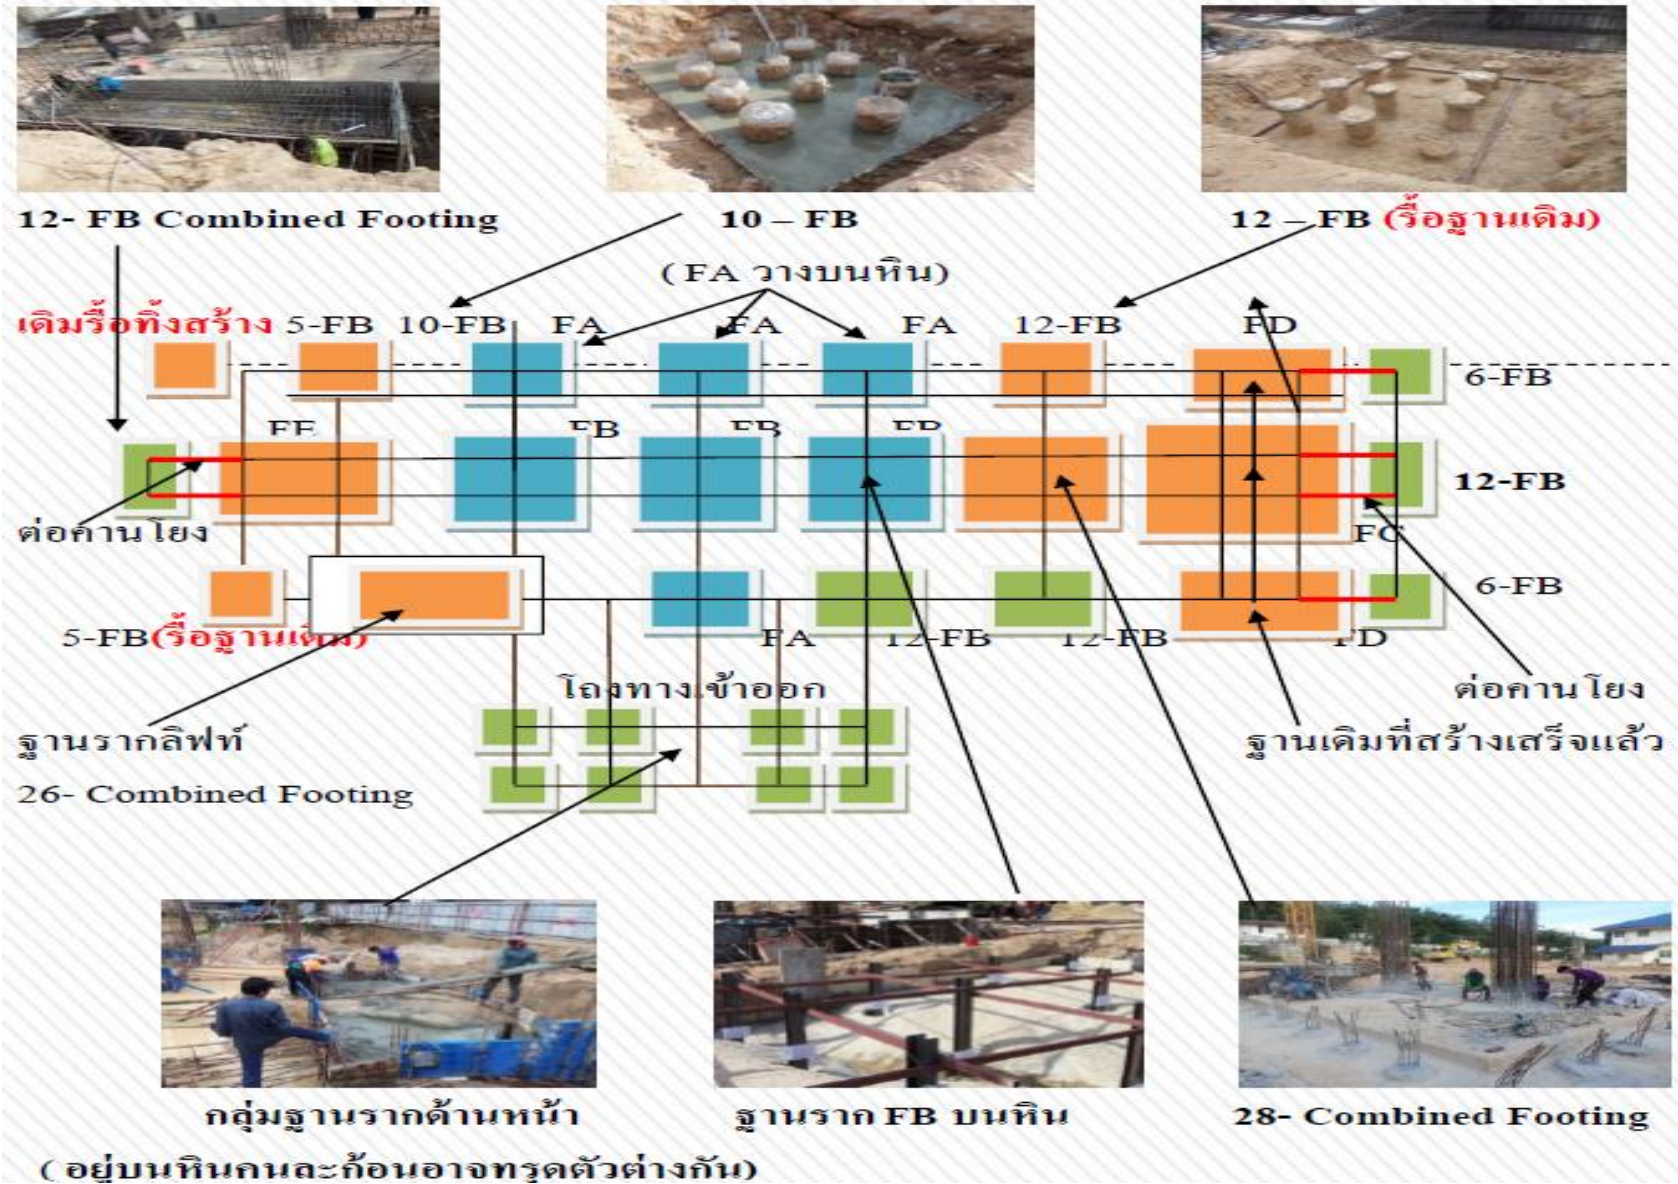 12- FB Combined Footing
10 – FB
12 – FB (รื้อฐานเดิม)
(FA วางบนหิน)
เดิมรื้อทิ้งสร้าง 5-FB 10-FB FA FA FA 12-FB FD
6-FB
FE FB FB FB
12-FB
ต่อคานโยง
FC
6-FB
5-FB(รื้อฐานเดิม) FA 12-FB 12-FB FD
โถงทางเข้าออก
ต่อคานโยง
ฐานรากลิฟท์
ฐานเดิมที่สร้างเสร็จแล้ว
26- Combined Footing
กลุ่มฐานรากด้านหน้า
ฐานราก FB บนหิน
28- Combined Footing
(อยู่บนหินคนละก้อนอาจทรุดตัวต่างกัน)